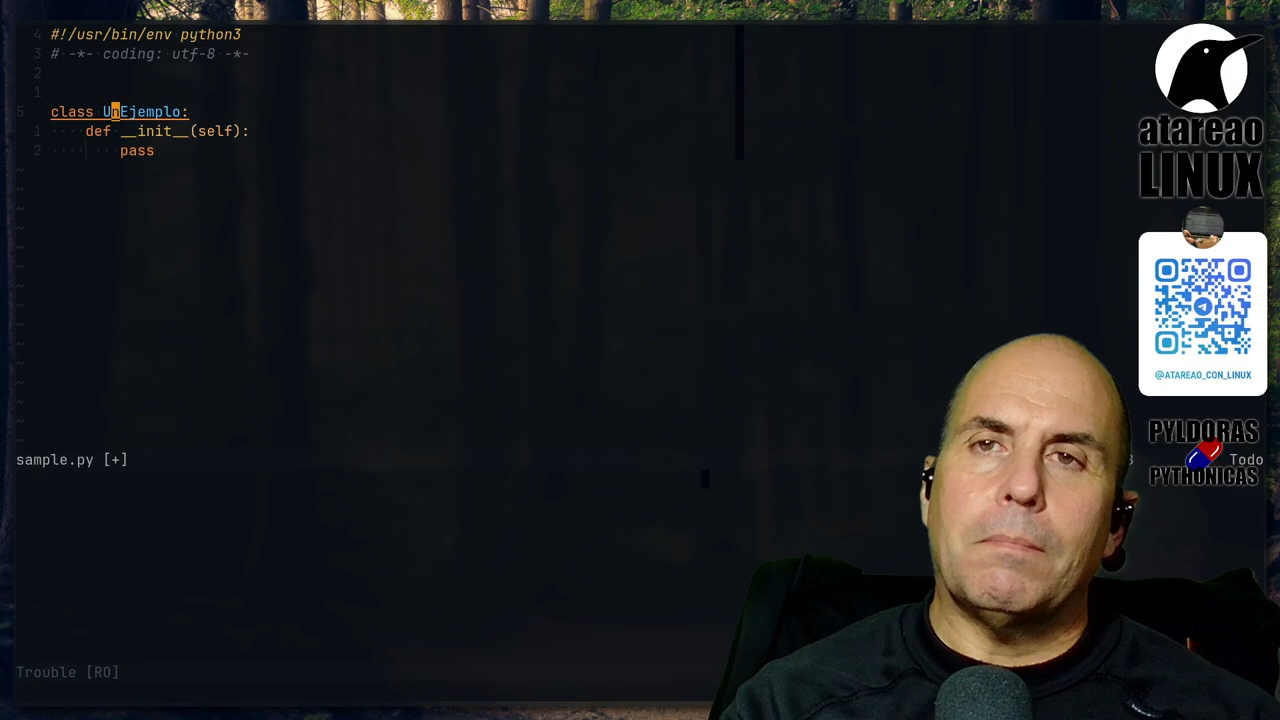 4 #!/usr/bin/env python3
3 # -*- coding: utf-8 -*-
2
1
5 class UnEjemplo:
1 def __init__(self):
2 pass
sample.py [+]
Todo
Trouble [RO]
atareao
LINUX
@ATAREAO_CON_LINUX
PYLDORAS
PYTHONICAS